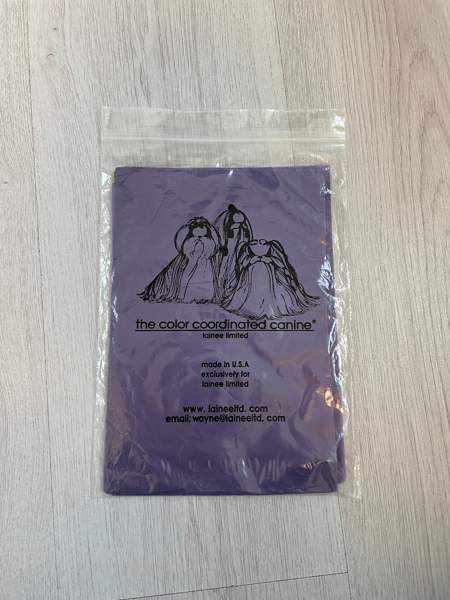 the color coordinated canine®
lainee limited
made in U.S.A
exclusively for
lainee limited
www. laineeltd. com
email: wayne@laineeltd. com